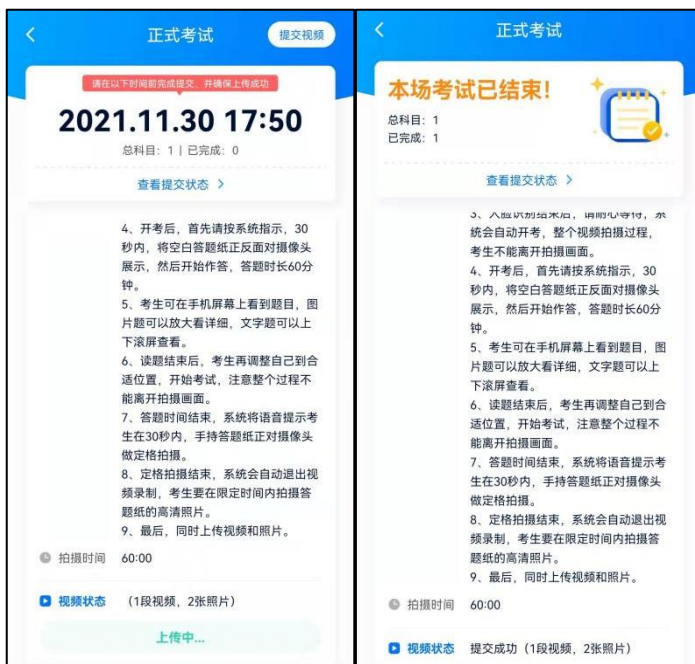 正式考试
提交视频
请在以下时间前完成提交，并确保上传成功
2021.11.30 17:50
总科目：1 | 已完成：0
查看提交状态
4、开考后，首先请按系统指示，30
秒内，将空白答题纸正反面对摄像头
展示，然后开始作答，答题时长60分
钟。
5、考生可在手机屏幕上看到题目，图
片题可以放大看详细，文字题可以上
下滚屏查看。
6、读题结束后，考生再调整自己到合
适位置，开始考试，注意整个过程不
能离开拍摄画面。
7、答题时间结束，系统将语音提示考
生在30秒内，手持答题纸正对摄像头
做定格拍摄。
8、定格拍摄结束，系统会自动退出视
频录制，考生要在限定时间内拍摄答
题纸的高清照片。
9、最后，同时上传视频和照片。
拍摄时间 60:00
视频状态 （1段视频，2张照片）
上传中...
正式考试
本场考试已结束！
总科目：1
已完成：1
查看提交状态
3、人脸识别结束后，请耐心等待，系
统会自动开考，整个视频拍摄过程，
考生不能离开拍摄画面。
4、开考后，首先请按系统指示，30
秒内，将空白答题纸正反面对摄像头
展示，然后开始作答，答题时长60分
钟。
5、考生可在手机屏幕上看到题目，图
片题可以放大看详细，文字题可以上
下滚屏查看。
6、读题结束后，考生再调整自己到合
适位置，开始考试，注意整个过程不
能离开拍摄画面。
7、答题时间结束，系统将语音提示考
生在30秒内，手持答题纸正对摄像头
做定格拍摄。
8、定格拍摄结束，系统会自动退出视
频录制，考生要在限定时间内拍摄答
题纸的高清照片。
9、最后，同时上传视频和照片。
拍摄时间 60:00
视频状态 提交成功（1段视频，2张照片）